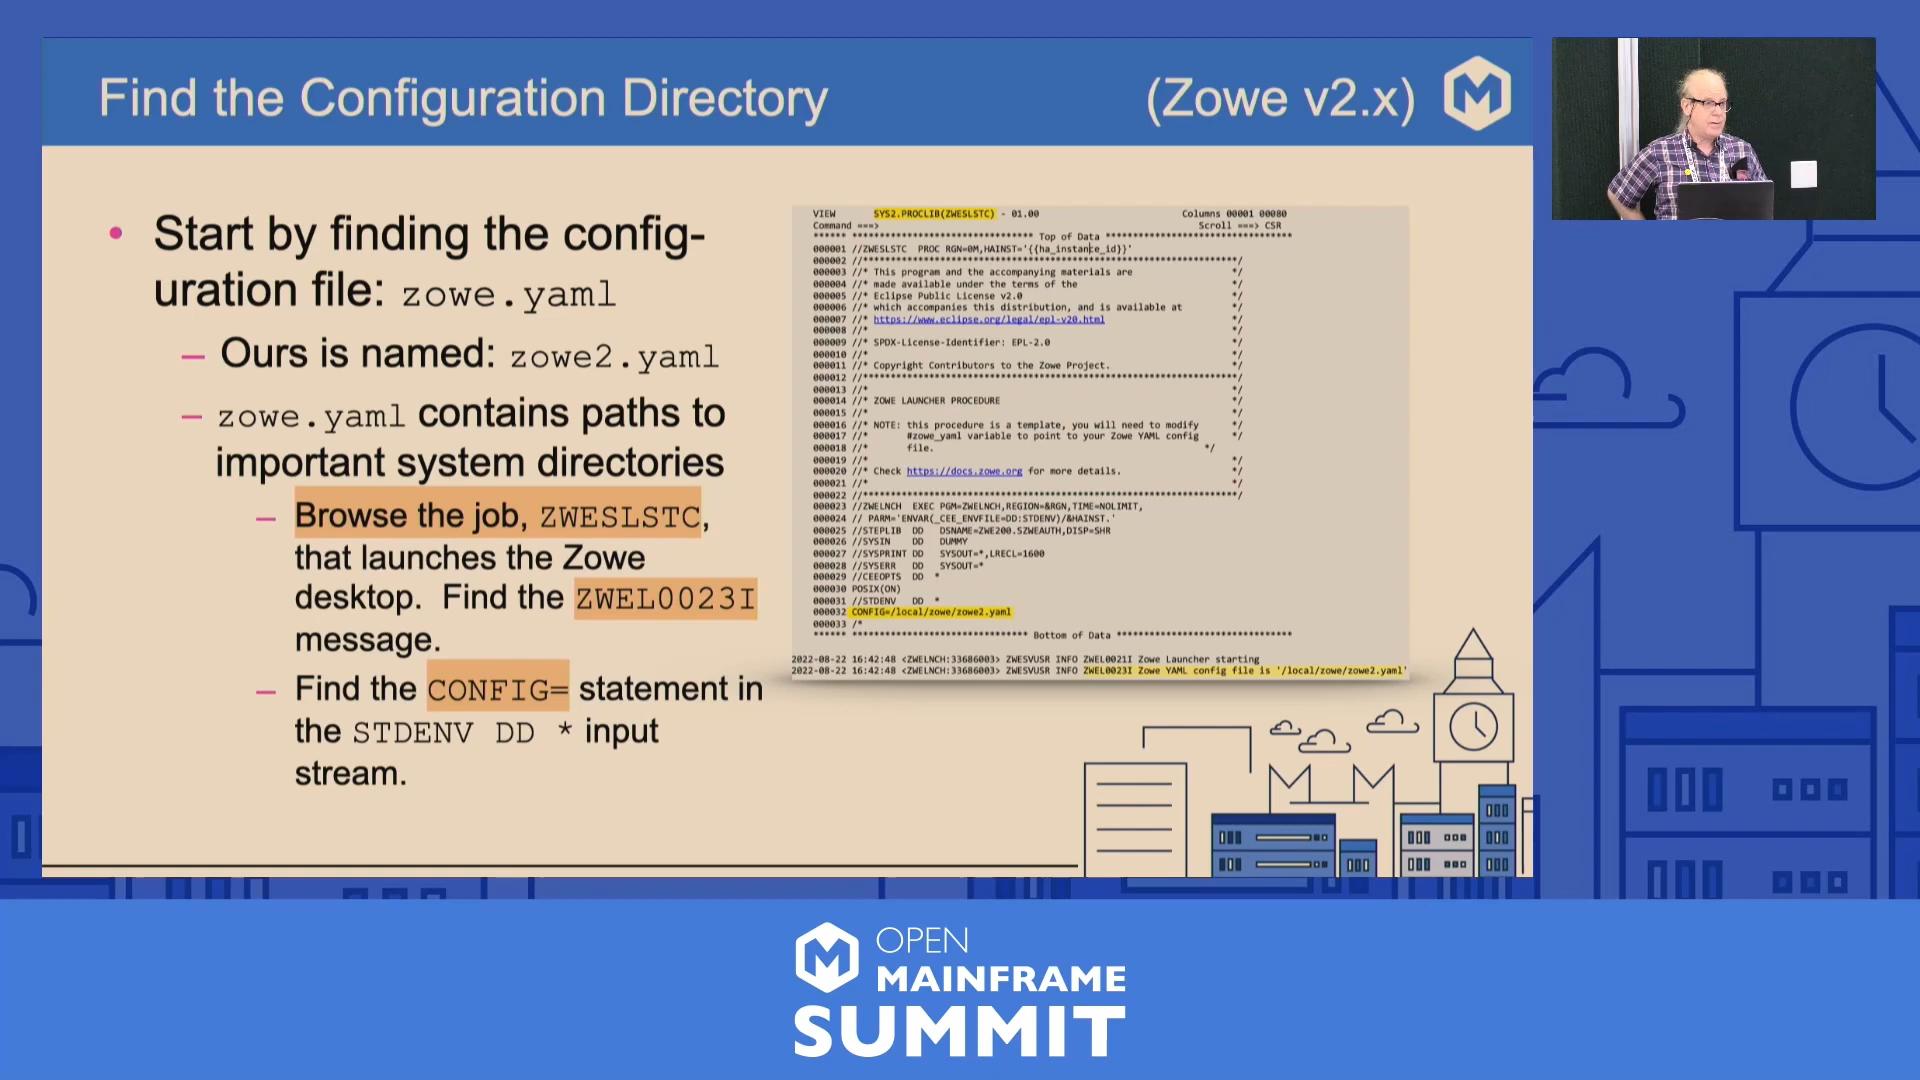 Find the Configuration Directory (Zowe v2.x)
• Start by finding the config-
uration file: zowe.yaml
– Ours is named: zowe2.yaml
– zowe.yaml contains paths to
important system directories
– Browse the job, ZWESLSTC,
that launches the Zowe
desktop. Find the ZWEL0023I
message.
– Find the CONFIG= statement in
the STDENV DD * input
stream.
VIEW SYS2.PROCLIB(ZWESLSTC) - 01.00 Columns 00001 00080
Command ===> Scroll ===> CSR
****** ******************************* Top of Data *********************************
000001 //ZWESLSTC PROC RGN=0M,HAINST='{{ha_instance_id}}'
000002 //*****************************************************************/
000003 //* This program and the accompanying materials are */
000004 //* made available under the terms of the */
000005 //* Eclipse Public License v2.0 */
000006 //* which accompanies this distribution, and is available at */
000007 //* https://www.eclipse.org/legal/epl-v20.html */
000008 //* */
000009 //* SPDX-License-Identifier: EPL-2.0 */
000010 //* */
000011 //* Copyright Contributors to the Zowe Project. */
000012 //*****************************************************************/
000013 //* */
000014 //* ZOWE LAUNCHER PROCEDURE */
000015 //* */
000016 //* NOTE: this procedure is a template, you will need to modify */
000017 //* #zowe_yaml variable to point to your Zowe YAML config */
000018 //* file. */
000019 //* */
000020 //* Check https://docs.zowe.org for more details. */
000021 //* */
000022 //*****************************************************************/
000023 //ZWELNCH EXEC PGM=ZWELNCH,REGION=&RGN,TIME=NOLIMIT,
000024 // PARM='ENVAR(_CEE_ENVFILE=DD:STDENV)/&HAINST.'
000025 //STEPLIB DD DSNAME=ZWE200.SZWEAUTH,DISP=SHR
000026 //SYSIN DD DUMMY
000027 //SYSPRINT DD SYSOUT=*,LRECL=1600
000028 //SYSERR DD SYSOUT=*
000029 //CEEOPTS DD *
000030 POSIX(ON)
000031 //STDENV DD *
000032 CONFIG=/local/zowe/zowe2.yaml
000033 /*
****** ****************************** Bottom of Data ******************************
2022-08-22 16:42:48 <ZWELNCH:33686003> ZWESVUSR INFO ZWEL0021I Zowe Launcher starting
2022-08-22 16:42:48 <ZWELNCH:33686003> ZWESVUSR INFO ZWEL0023I Zowe YAML config file is '/local/zowe/zowe2.yaml'
OPEN
MAINFRAME
SUMMIT